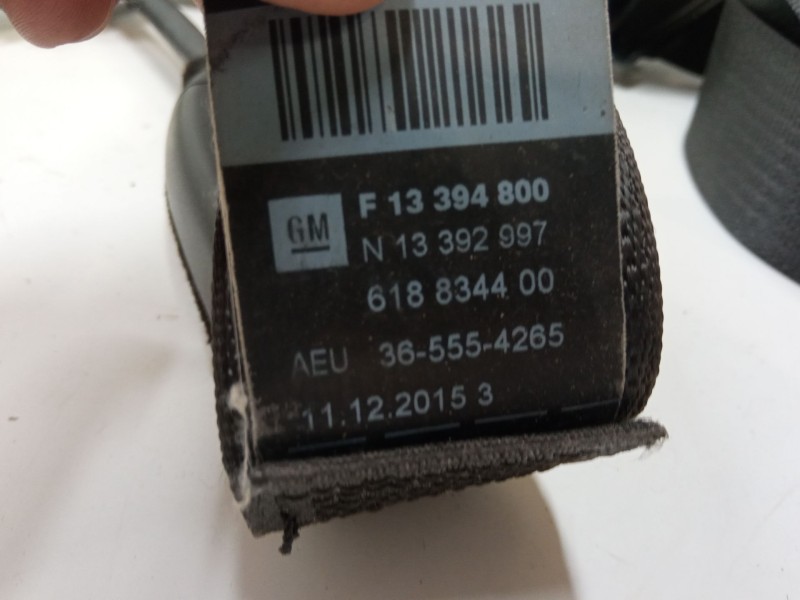 GM
F 13 394 800
N 13 392 997
618 8344 00
AEU 36-555-4265
11.12.2015 3